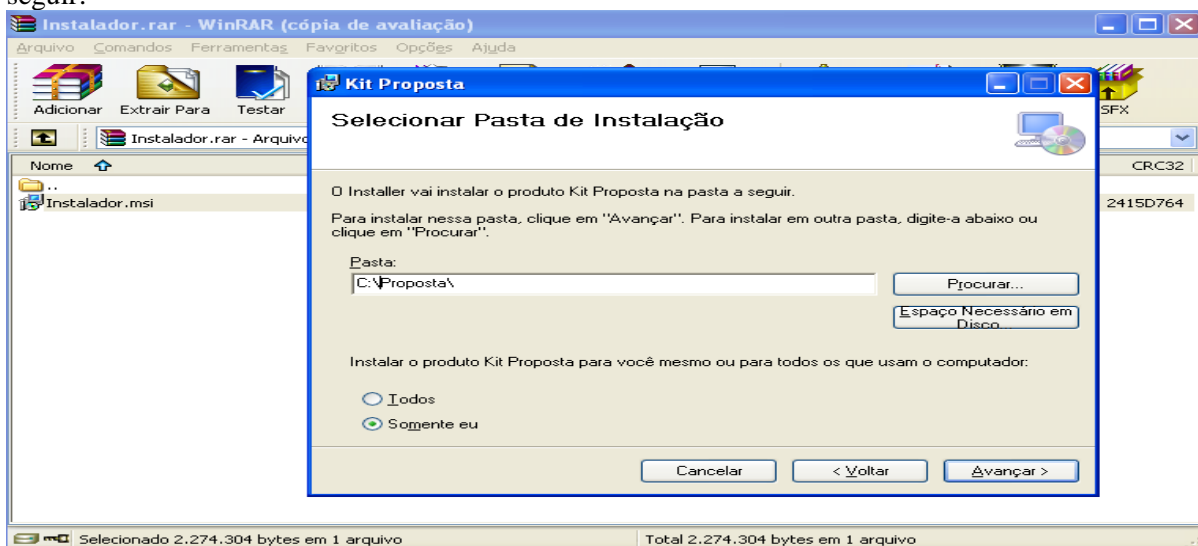 seguir:
Instalador.rar - WinRAR (cópia de avaliação)
Arquivo Comandos Ferramentas Favoritos Opções Ajuda
Adicionar Extrair Para Testar SFX
Instalador.rar - Arquivo
Nome CRC32
..
Instalador.msi 2415D764
Kit Proposta
Selecionar Pasta de Instalação
O Installer vai instalar o produto Kit Proposta na pasta a seguir.
Para instalar nessa pasta, clique em "Avançar". Para instalar em outra pasta, digite-a abaixo ou
clique em "Procurar".
Pasta:
C:\Proposta\
Procurar...
Espaço Necessário em
Disco...
Instalar o produto Kit Proposta para você mesmo ou para todos os que usam o computador:
Todos
Somente eu
Cancelar < Voltar Avançar >
Selecionado 2.274.304 bytes em 1 arquivo Total 2.274.304 bytes em 1 arquivo